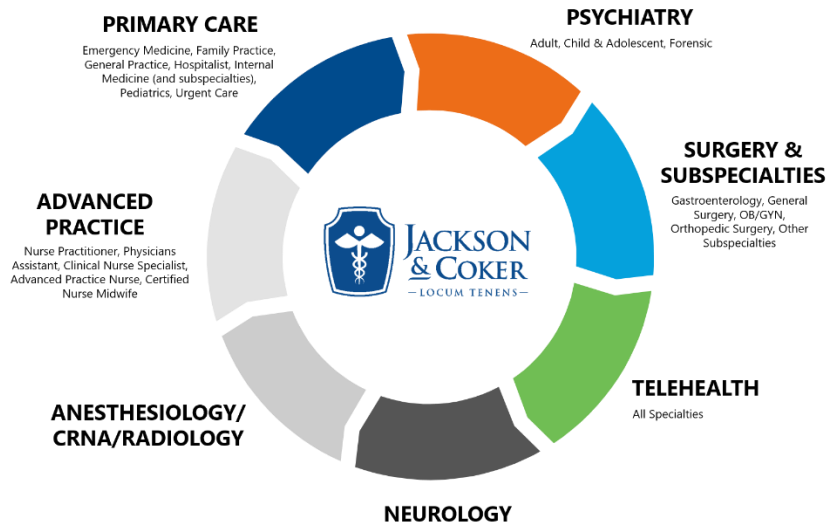 PRIMARY CARE
Emergency Medicine, Family Practice,
General Practice, Hospitalist, Internal
Medicine (and subspecialties),
Pediatrics, Urgent Care
PSYCHIATRY
Adult, Child & Adolescent, Forensic
SURGERY &
SUBSPECIALTIES
Gastroenterology, General
Surgery, OB/GYN,
Orthopedic Surgery, Other
Subspecialties
ADVANCED
PRACTICE
Nurse Practitioner, Physicians
Assistant, Clinical Nurse Specialist,
Advanced Practice Nurse, Certified
Nurse Midwife
JACKSON
& COKER
LOCUM TENENS
TELEHEALTH
All Specialties
ANESTHESIOLOGY/
CRNA/RADIOLOGY
NEUROLOGY